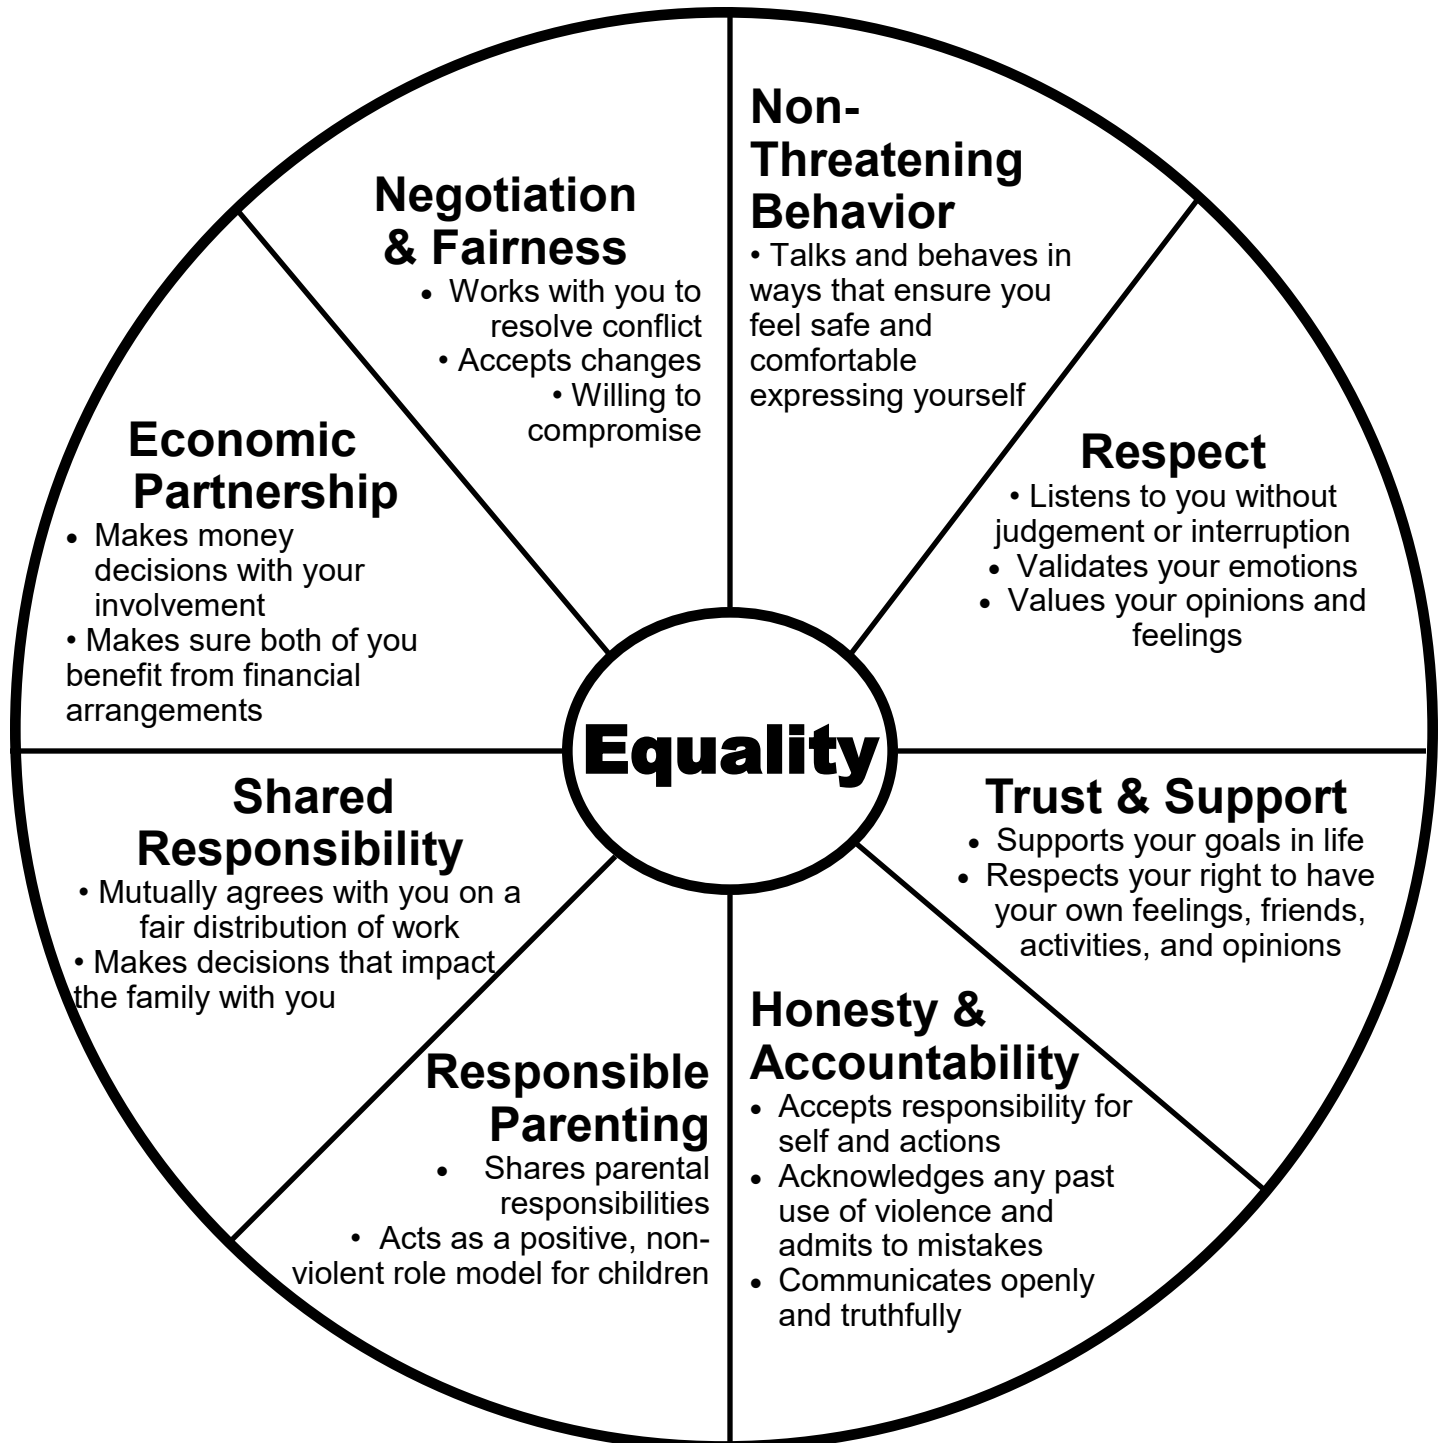 Non-
Threatening
Behavior
• Talks and behaves in
ways that ensure you
feel safe and
comfortable
expressing yourself
Respect
• Listens to you without
judgement or interruption
• Validates your emotions
• Values your opinions and
feelings
Trust & Support
• Supports your goals in life
• Respects your right to have
your own feelings, friends,
activities, and opinions
Honesty &
Accountability
• Accepts responsibility for
self and actions
• Acknowledges any past
use of violence and
admits to mistakes
• Communicates openly
and truthfully
Responsible
Parenting
• Shares parental
responsibilities
• Acts as a positive, non-
violent role model for children
Shared
Responsibility
• Mutually agrees with you on a
fair distribution of work
• Makes decisions that impact
the family with you
Economic
Partnership
• Makes money
decisions with your
involvement
• Makes sure both of you
benefit from financial
arrangements
Negotiation
& Fairness
• Works with you to
resolve conflict
• Accepts changes
• Willing to
compromise
Equality